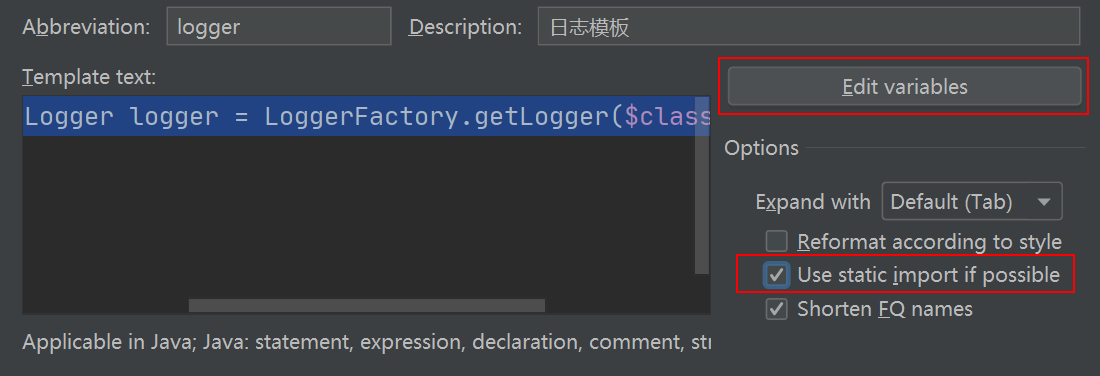 Abbreviation: logger Description: 日志模板
Template text:
Edit variables
Logger logger = LoggerFactory.getLogger($class
Options
Expand with Default (Tab)
Reformat according to style
Use static import if possible
Shorten FQ names
Applicable in Java; Java: statement, expression, declaration, comment,